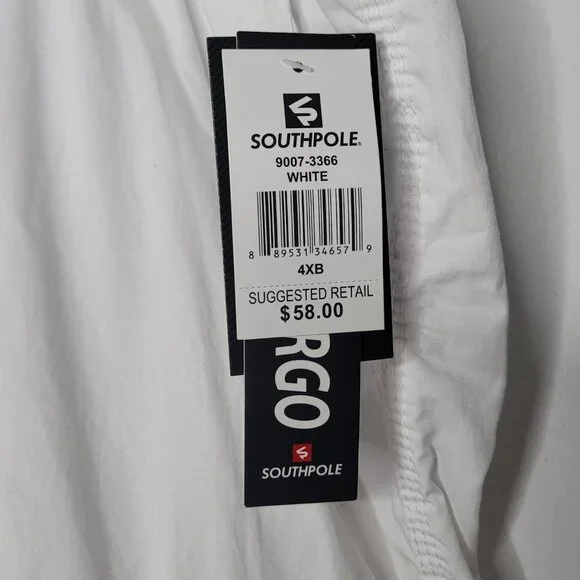 SOUTHPOLE
9007-3366
WHITE
8 89531 34657 9
4XB
SUGGESTED RETAIL
$58.00
RGO
SOUTHPOLE